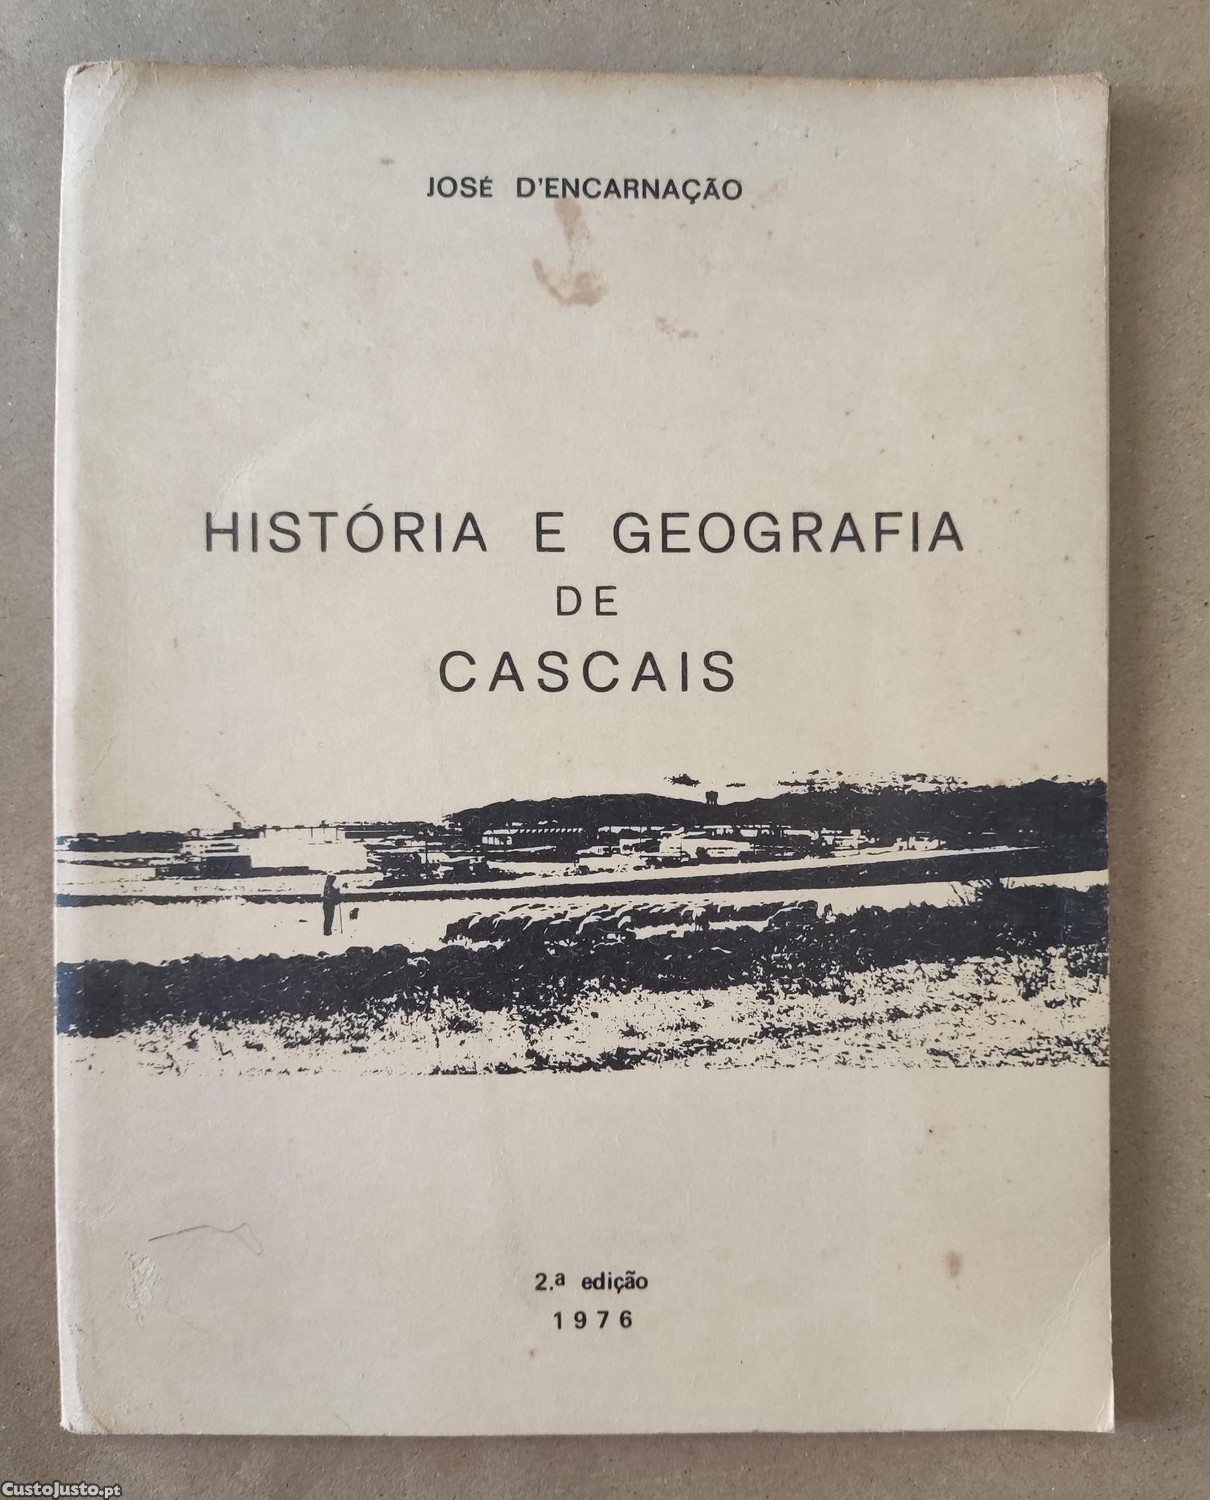 JOSÉ D'ENCARNAÇÃO
HISTÓRIA E GEOGRAFIA
DE
CASCAIS
2.ª edição
1976
CustoJusto.pt